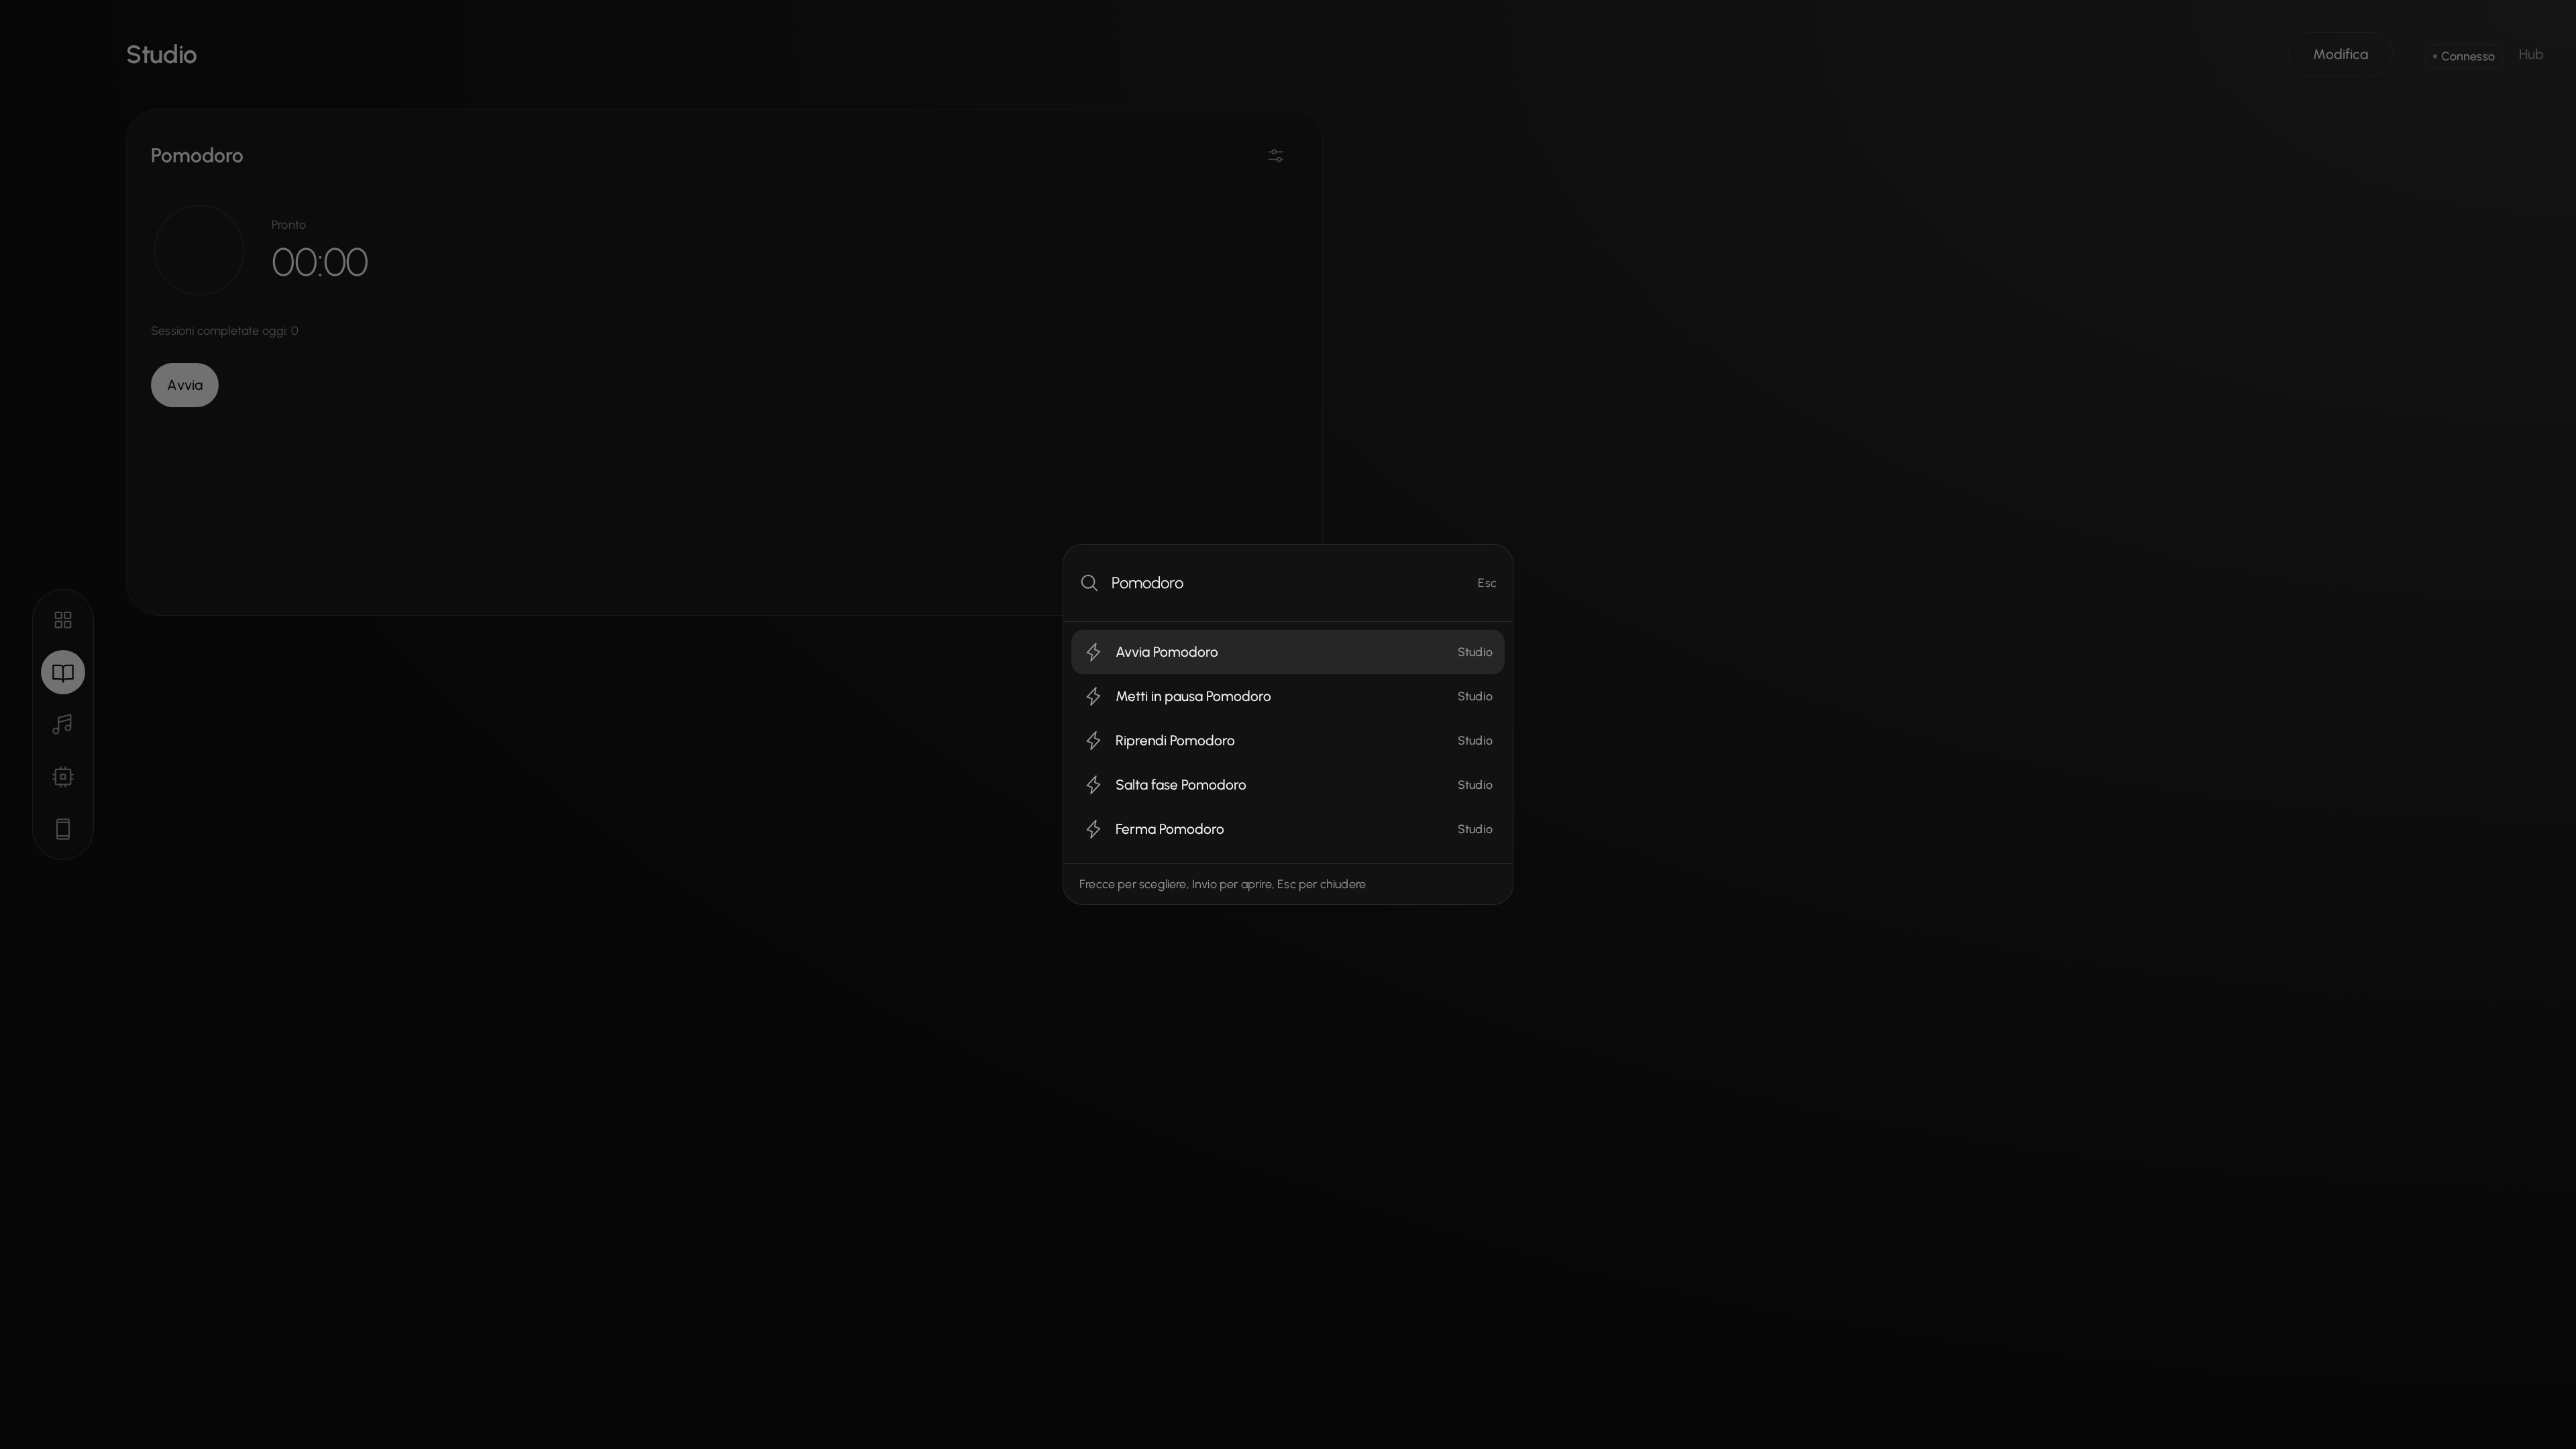 Studio
Modifica
Connesso
Hub
Pomodoro
Pronto
00:00
Sessioni completate oggi: 0
Avvia
Pomodoro
Esc
Avvia Pomodoro
Studio
Metti in pausa Pomodoro
Studio
Riprendi Pomodoro
Studio
Salta fase Pomodoro
Studio
Ferma Pomodoro
Studio
Frecce per scegliere, Invio per aprire, Esc per chiudere